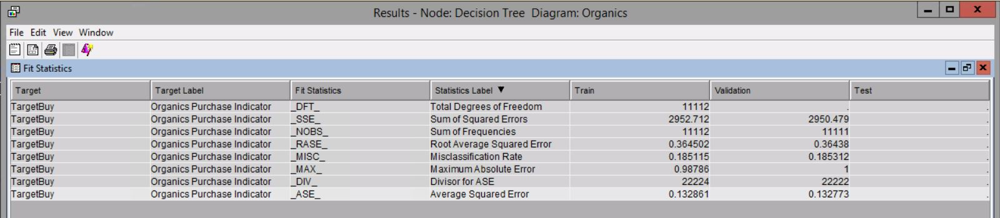 Results - Node: Decision Tree Diagram: Organics
File Edit View Window
Fit Statistics
Target Target Label Fit Statistics Statistics Label ▼ Train Validation Test
TargetBuy Organics Purchase Indicator _DFT_ Total Degrees of Freedom 11112 . .
TargetBuy Organics Purchase Indicator _SSE_ Sum of Squared Errors 2952.712 2950.479 .
TargetBuy Organics Purchase Indicator _NOBS_ Sum of Frequencies 11112 11111 .
TargetBuy Organics Purchase Indicator _RASE_ Root Average Squared Error 0.364502 0.36438 .
TargetBuy Organics Purchase Indicator _MISC_ Misclassification Rate 0.185115 0.185312 .
TargetBuy Organics Purchase Indicator _MAX_ Maximum Absolute Error 0.98786 1 .
TargetBuy Organics Purchase Indicator _DIV_ Divisor for ASE 22224 22222 .
TargetBuy Organics Purchase Indicator _ASE_ Average Squared Error 0.132861 0.132773 .